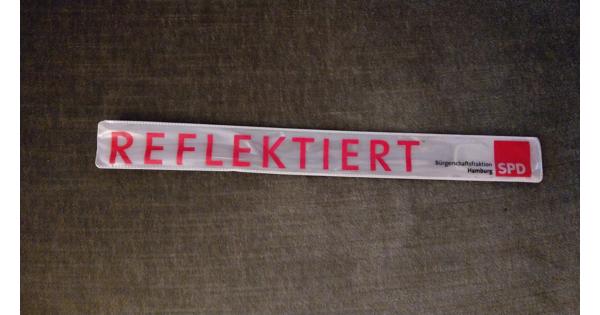 REFLEKTIERT
Bürgerschaftsfraktion
Hamburg
SPD